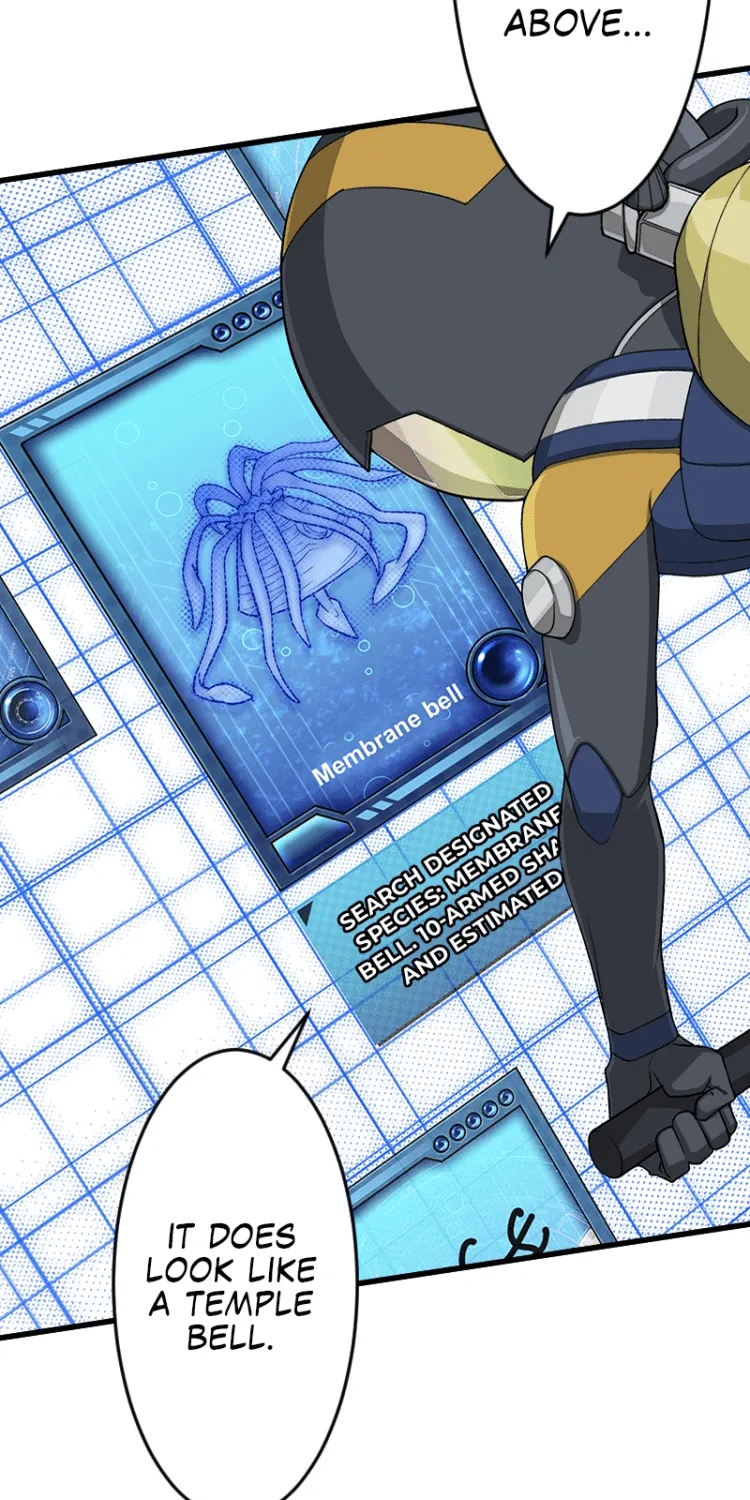 ABOVE...
Membrane bell
SEARCH DESIGNATED
SPECIES: MEMBRANE
BELL. 10-ARMED SHA
AND ESTIMATED
IT DOES
LOOK LIKE
A TEMPLE
BELL.